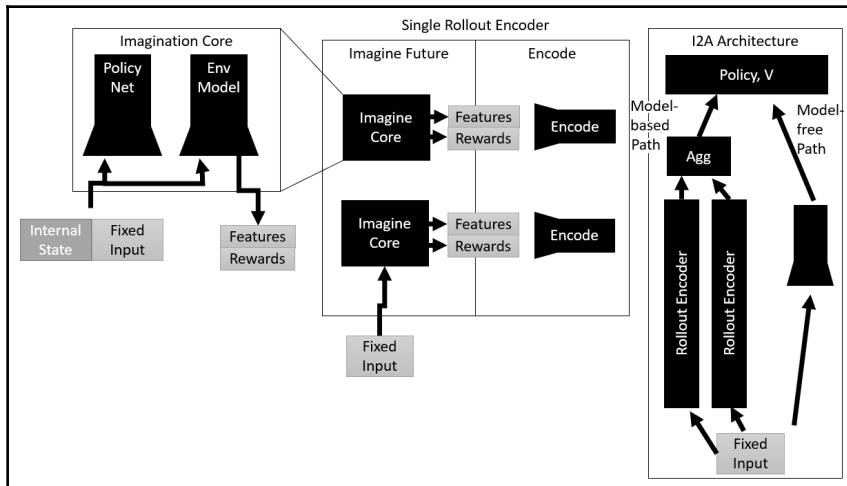 Single Rollout Encoder
Imagination Core
Policy
Net
Env
Model
Internal
State
Fixed
Input
Features
Rewards
Imagine Future
Encode
Imagine
Core
Features
Rewards
Encode
Imagine
Core
Features
Rewards
Encode
Fixed
Input
I2A Architecture
Policy, V
Model-
based
Path
Model-
free
Path
Agg
Rollout Encoder
Rollout Encoder
Fixed
Input